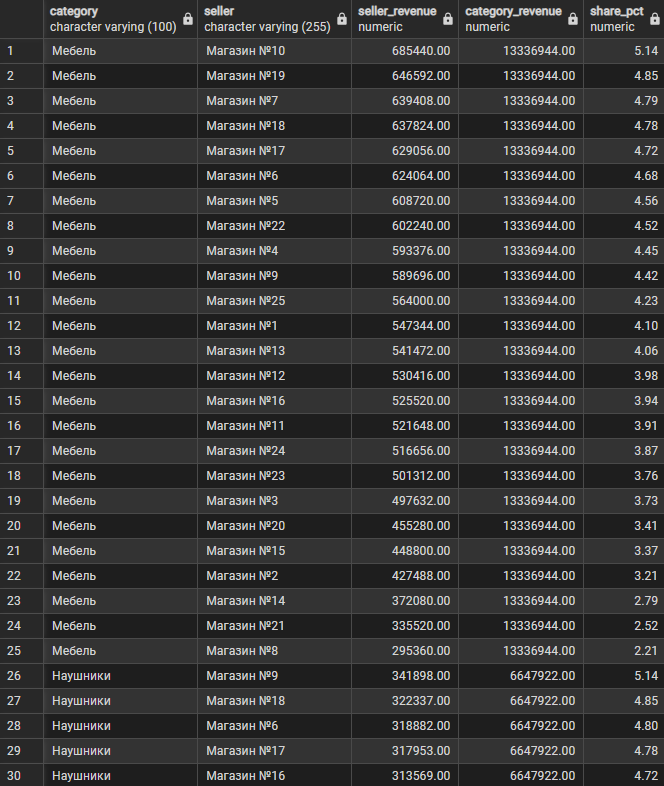 category seller seller_revenue category_revenue share_pct
character varying (100) character varying (255) numeric numeric numeric
1 Мебель Магазин №10 685440.00 13336944.00 5.14
2 Мебель Магазин №19 646592.00 13336944.00 4.85
3 Мебель Магазин №7 639408.00 13336944.00 4.79
4 Мебель Магазин №18 637824.00 13336944.00 4.78
5 Мебель Магазин №17 629056.00 13336944.00 4.72
6 Мебель Магазин №6 624064.00 13336944.00 4.68
7 Мебель Магазин №5 608720.00 13336944.00 4.56
8 Мебель Магазин №22 602240.00 13336944.00 4.52
9 Мебель Магазин №4 593376.00 13336944.00 4.45
10 Мебель Магазин №9 589696.00 13336944.00 4.42
11 Мебель Магазин №25 564000.00 13336944.00 4.23
12 Мебель Магазин №1 547344.00 13336944.00 4.10
13 Мебель Магазин №13 541472.00 13336944.00 4.06
14 Мебель Магазин №12 530416.00 13336944.00 3.98
15 Мебель Магазин №16 525520.00 13336944.00 3.94
16 Мебель Магазин №11 521648.00 13336944.00 3.91
17 Мебель Магазин №24 516656.00 13336944.00 3.87
18 Мебель Магазин №23 501312.00 13336944.00 3.76
19 Мебель Магазин №3 497632.00 13336944.00 3.73
20 Мебель Магазин №20 455280.00 13336944.00 3.41
21 Мебель Магазин №15 448800.00 13336944.00 3.37
22 Мебель Магазин №2 427488.00 13336944.00 3.21
23 Мебель Магазин №14 372080.00 13336944.00 2.79
24 Мебель Магазин №21 335520.00 13336944.00 2.52
25 Мебель Магазин №8 295360.00 13336944.00 2.21
26 Наушники Магазин №9 341898.00 6647922.00 5.14
27 Наушники Магазин №18 322337.00 6647922.00 4.85
28 Наушники Магазин №6 318882.00 6647922.00 4.80
29 Наушники Магазин №17 317953.00 6647922.00 4.78
30 Наушники Магазин №16 313569.00 6647922.00 4.72